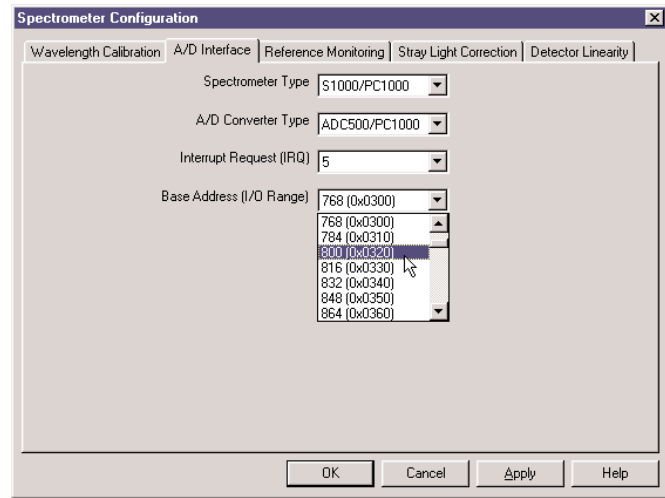 Spectrometer Configuration
Wavelength Calibration A/D Interface Reference Monitoring Stray Light Correction Detector Linearity
Spectrometer Type S1000/PC1000
A/D Converter Type ADC500/PC1000
Interrupt Request (IRQ) 5
Base Address (I/O Range) 768 (0x0300)
768 (0x0300)
784 (0x0310)
800 (0x0320)
816 (0x0330)
832 (0x0340)
848 (0x0350)
864 (0x0360)
OK Cancel Apply Help